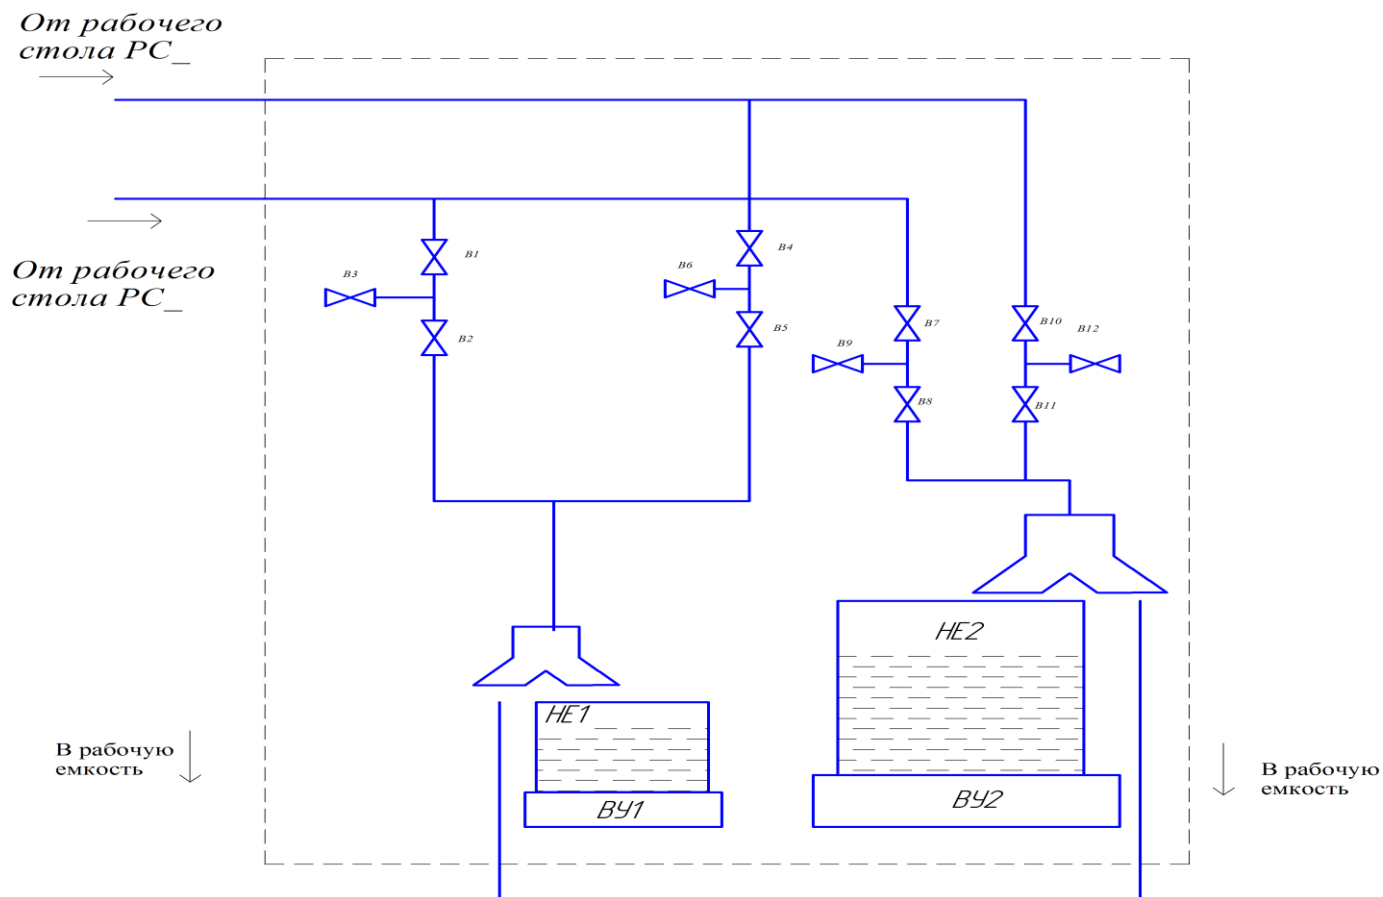 От рабочего
стола РС_
От рабочего
стола РС_
В1
В3
В2
В4
В6
В5
В7
В9
В8
В10
В12
В11
НЕ1
ВУ1
НЕ2
ВУ2
В рабочую
емкость
В рабочую
емкость